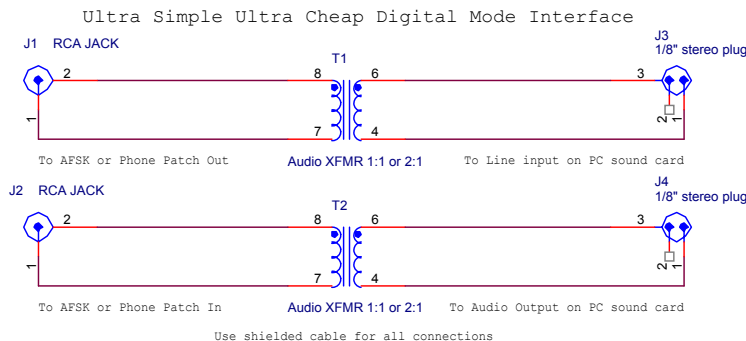 Ultra Simple Ultra Cheap Digital Mode Interface
J1 RCA JACK
J3
1/8" stereo plug
T1
2 8 6 3
2
1 7 4 1
To AFSK or Phone Patch Out Audio XFMR 1:1 or 2:1 To Line input on PC sound card
J2 RCA JACK
J4
1/8" stereo plug
T2
2 8 6 3
2
1 7 4 1
To AFSK or Phone Patch In Audio XFMR 1:1 or 2:1 To Audio Output on PC sound card
Use shielded cable for all connections